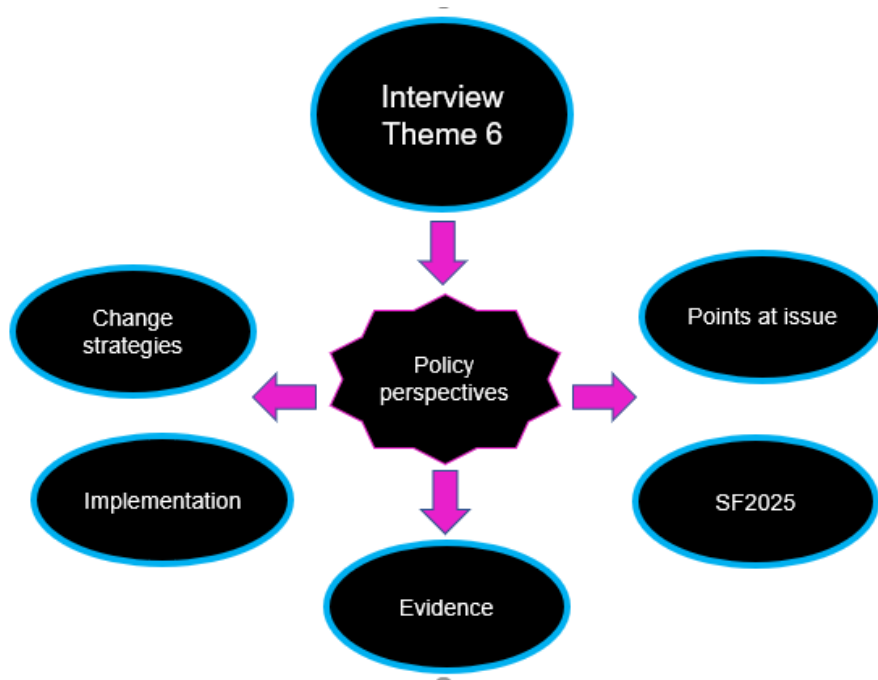 Interview
Theme 6
Change
strategies
Policy
perspectives
Points at issue
Implementation
SF2025
Evidence